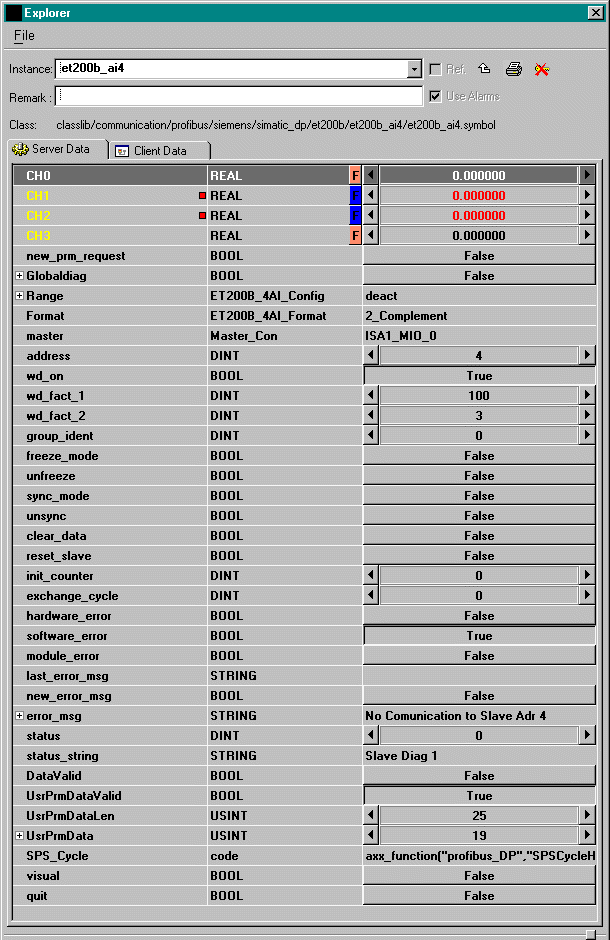 Explorer
File
Instance: et200b_ai4 Ref.
Remark : Use Alarms
Class: classlib/communication/profibus/siemens/simatic_dp/et200b/et200b_ai4/et200b_ai4.symbol
Server Data Client Data
CH0 REAL F 0.000000
CH1 REAL F 0.000000
CH2 REAL F 0.000000
CH3 REAL F 0.000000
new_prm_request BOOL False
Globaldiag BOOL False
Range ET200B_4AI_Config deact
Format ET200B_4AI_Format 2_Complement
master Master_Con ISA1_MIO_0
address DINT 4
wd_on BOOL True
wd_fact_1 DINT 100
wd_fact_2 DINT 3
group_ident DINT 0
freeze_mode BOOL False
unfreeze BOOL False
sync_mode BOOL False
unsync BOOL False
clear_data BOOL False
reset_slave BOOL False
init_counter DINT 0
exchange_cycle DINT 0
hardware_error BOOL False
software_error BOOL True
module_error BOOL False
last_error_msg STRING
new_error_msg BOOL False
error_msg STRING No Comunication to Slave Adr 4
status DINT 0
status_string STRING Slave Diag 1
DataValid BOOL False
UsrPrmDataValid BOOL True
UsrPrmDataLen USINT 25
UsrPrmData USINT 19
SPS_Cycle code axx_function("profibus_DP","SPSCycleH
visual BOOL False
quit BOOL False